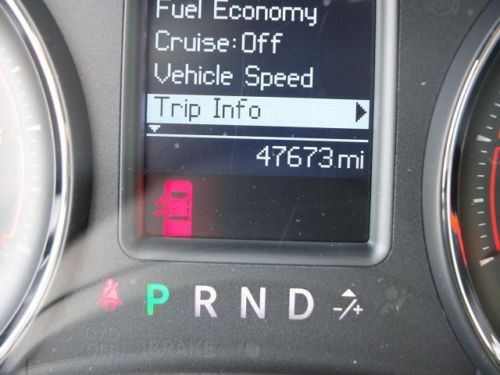 Fuel Economy
Cruise:Off
Vehicle Speed
Trip Info
47673 mi
P R N D -/+